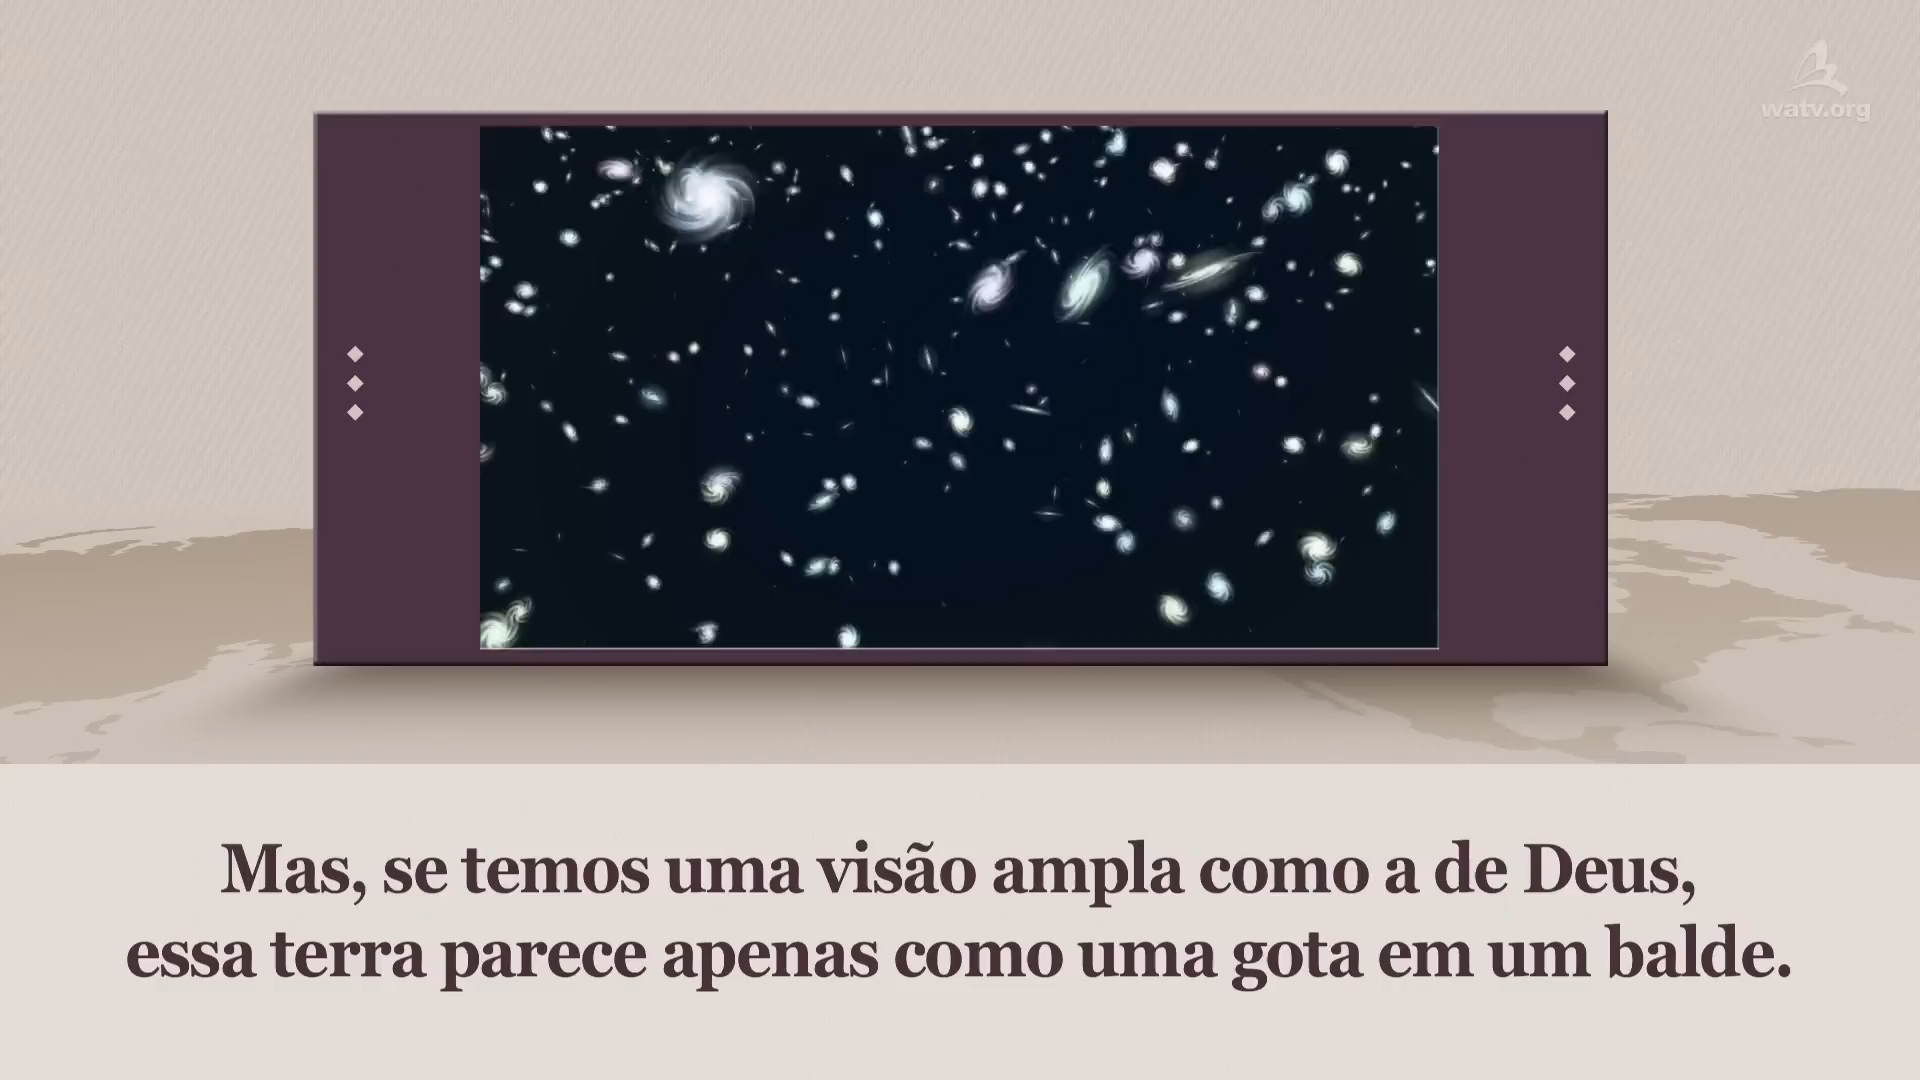 watv.org
Mas, se temos uma visão ampla como a de Deus,
essa terra parece apenas como uma gota em um balde.